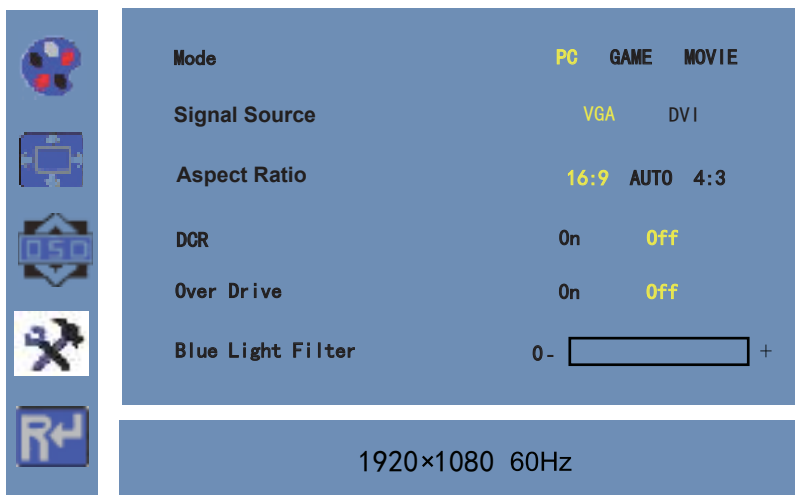 Mode PC GAME MOVIE
Signal Source VGA DVI
Aspect Ratio 16:9 AUTO 4:3
DCR On Off
OSD
Over Drive On Off
Blue Light Filter 0- +
R
1920×1080 60Hz